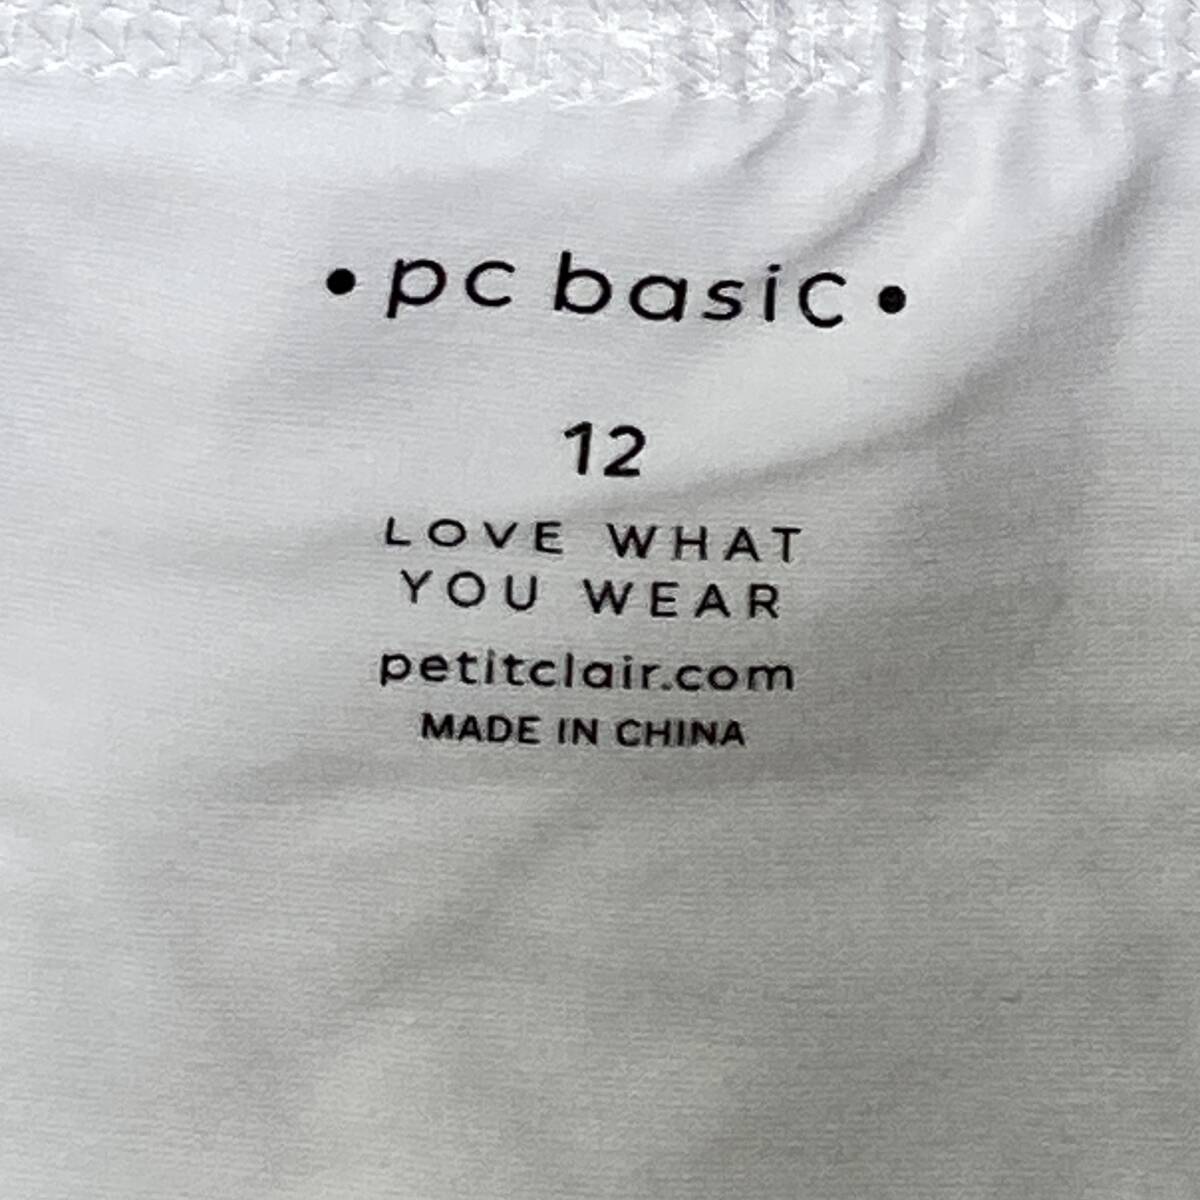 • pc basic •
12
LOVE WHAT
YOU WEAR
petitclair.com
MADE IN CHINA